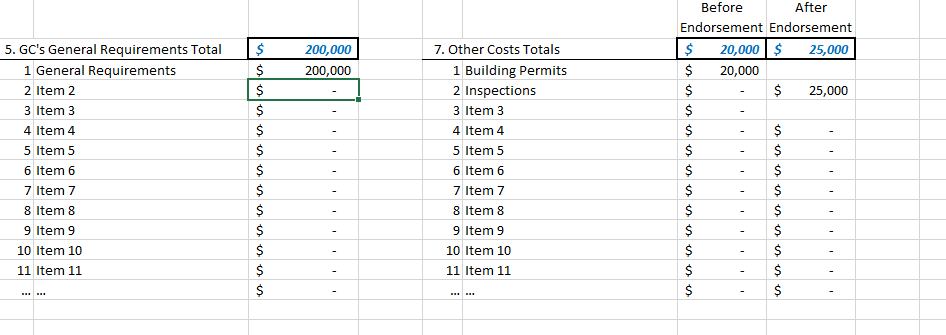 Before After
Endorsement Endorsement
5. GC's General Requirements Total $ 200,000 7. Other Costs Totals $ 20,000 $ 25,000
1 General Requirements $ 200,000 1 Building Permits $ 20,000
2 Item 2 $ - 2 Inspections $ - $ 25,000
3 Item 3 $ - 3 Item 3 $ -
4 Item 4 $ - 4 Item 4 $ - $ -
5 Item 5 $ - 5 Item 5 $ - $ -
6 Item 6 $ - 6 Item 6 $ - $ -
7 Item 7 $ - 7 Item 7 $ - $ -
8 Item 8 $ - 8 Item 8 $ - $ -
9 Item 9 $ - 9 Item 9 $ - $ -
10 Item 10 $ - 10 Item 10 $ - $ -
11 Item 11 $ - 11 Item 11 $ - $ -
... ... $ - ... ... $ - $ -